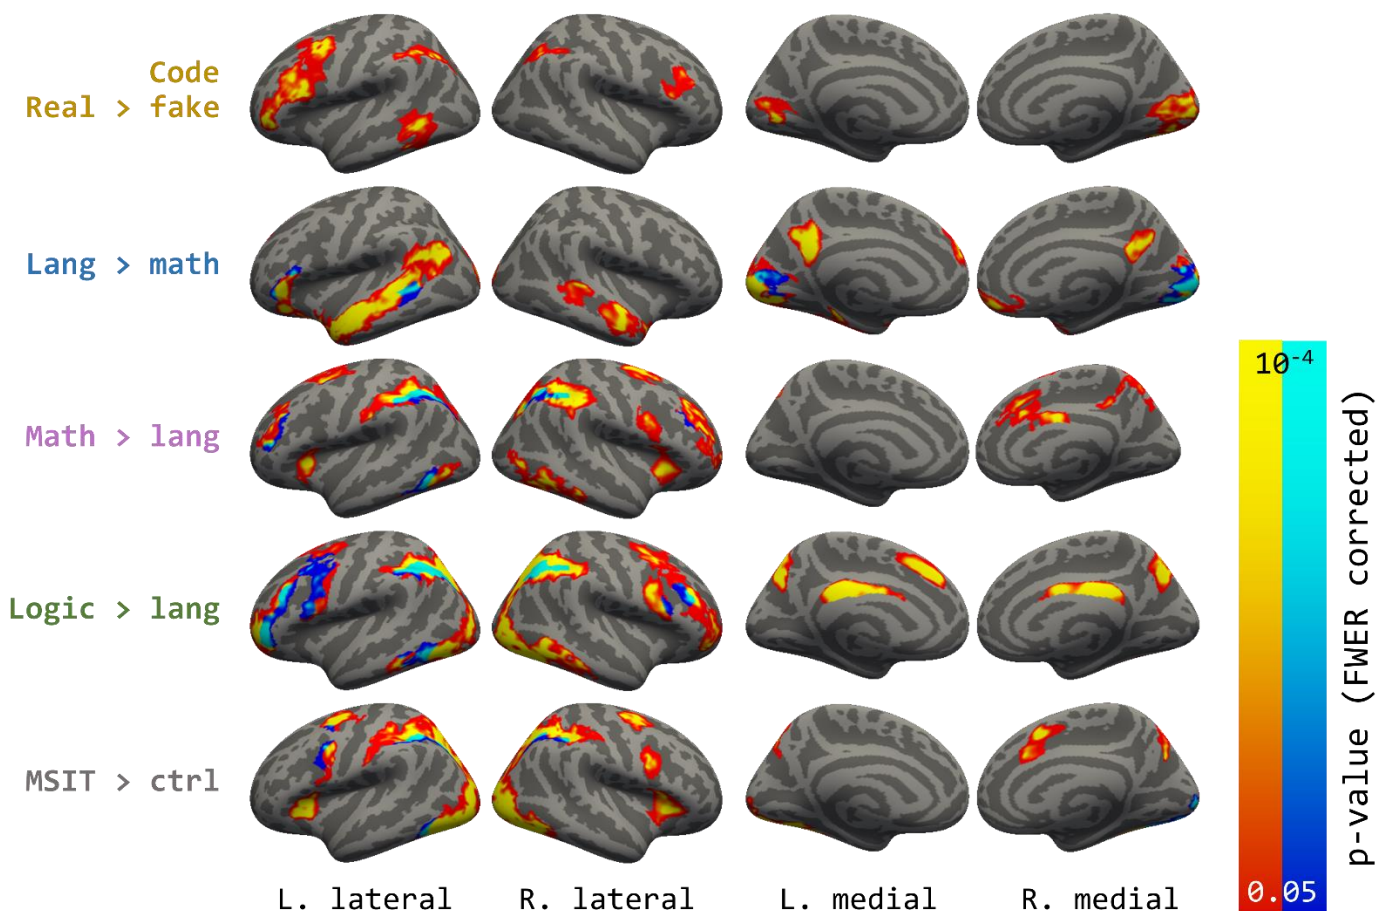 Code
Real > fake
Lang > math
Math > lang
Logic > lang
MSIT > ctrl
L. lateral
R. lateral
L. medial
R. medial
10-4
0.05
p-value (FWER corrected)